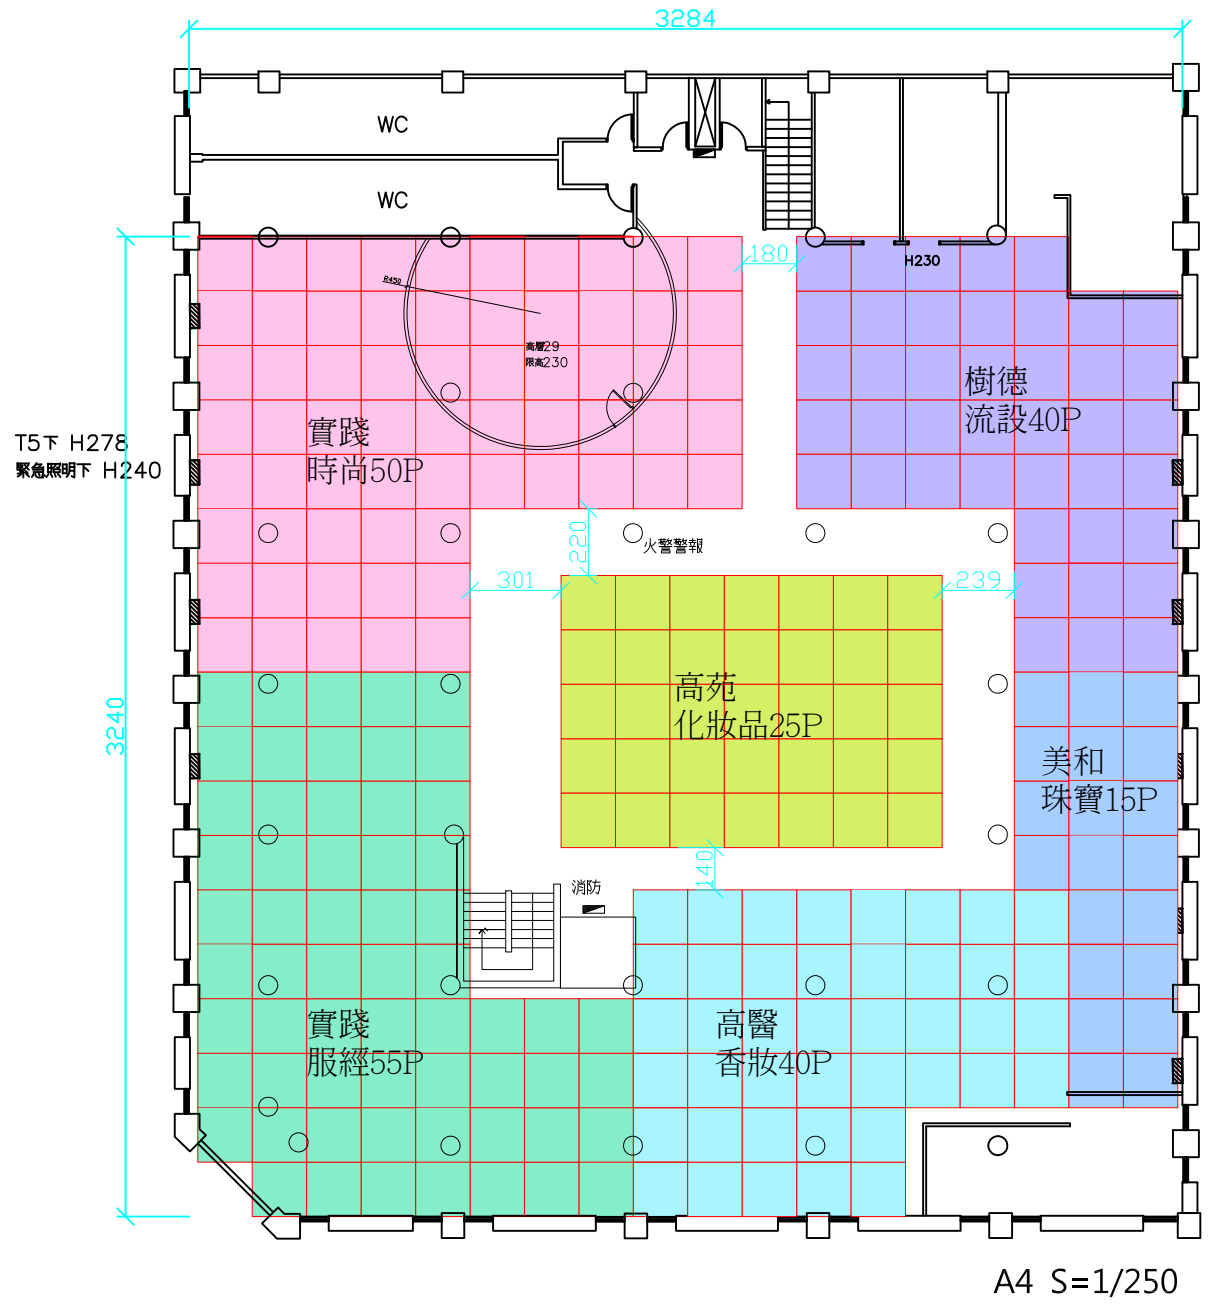 3284
WC
WC
180
H230
R450
高層29
限高230
樹德
流設40P
實踐
時尚50P
T5下 H278
緊急照明下 H240
220
火警警報
301
239
高苑
化妝品25P
3240
美和
珠寶15P
140
消防
實踐
服經55P
高醫
香妝40P
A4 S=1/250